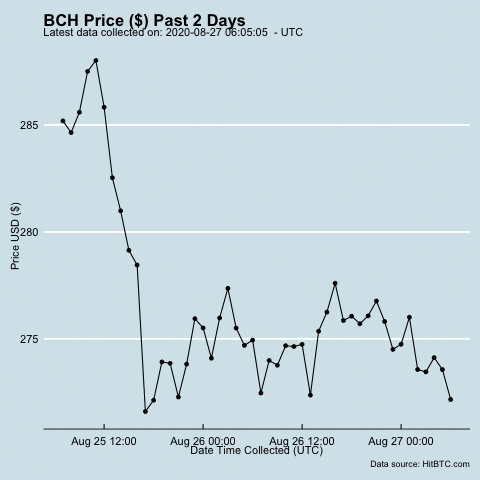 BCH Price ($) Past 2 Days
Latest data collected on: 2020-08-27 06:05:05 - UTC
285
280
275
Price USD ($)
Aug 25 12:00 Aug 26 00:00 Aug 26 12:00 Aug 27 00:00
Date Time Collected (UTC)
Data source: HitBTC.com